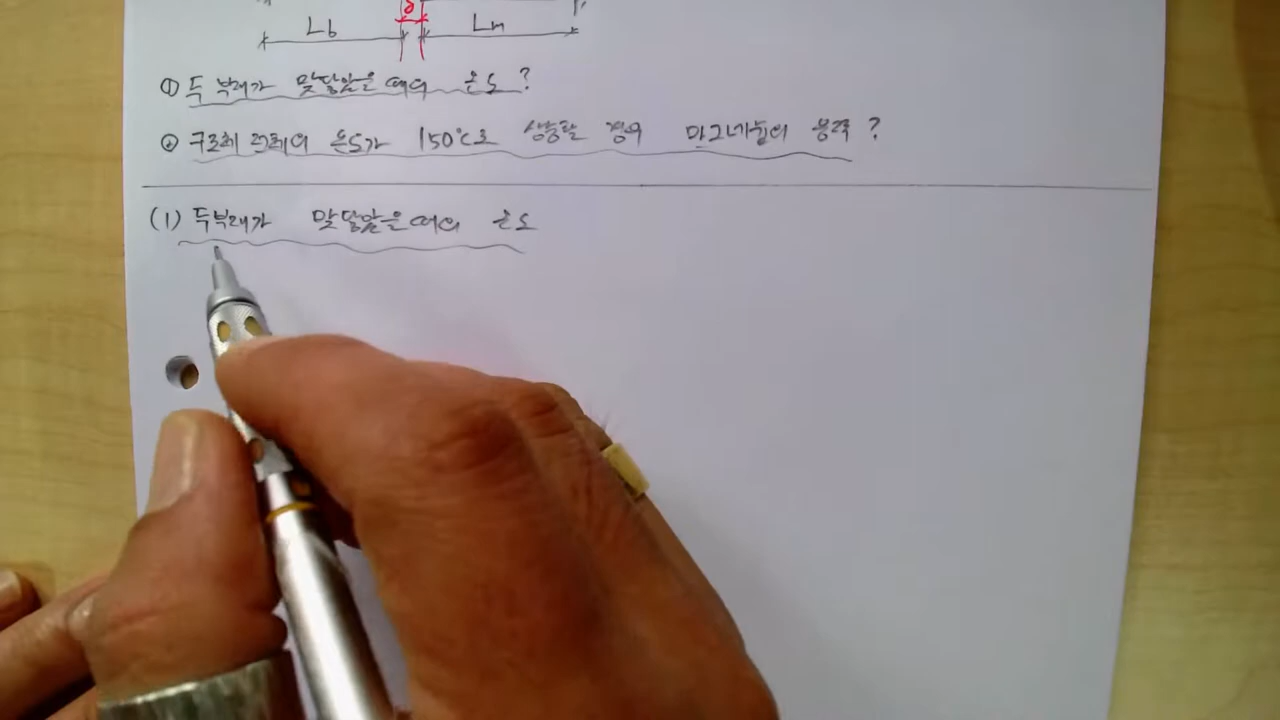 δ
Lb Lm
① 두 부재가 맞닿았을 때의 온도?
② 구조체 전체의 온도가 150℃로 상승될 경우 마그네슘의 응력?
(1) 두부재가 맞닿았을 때의 온도